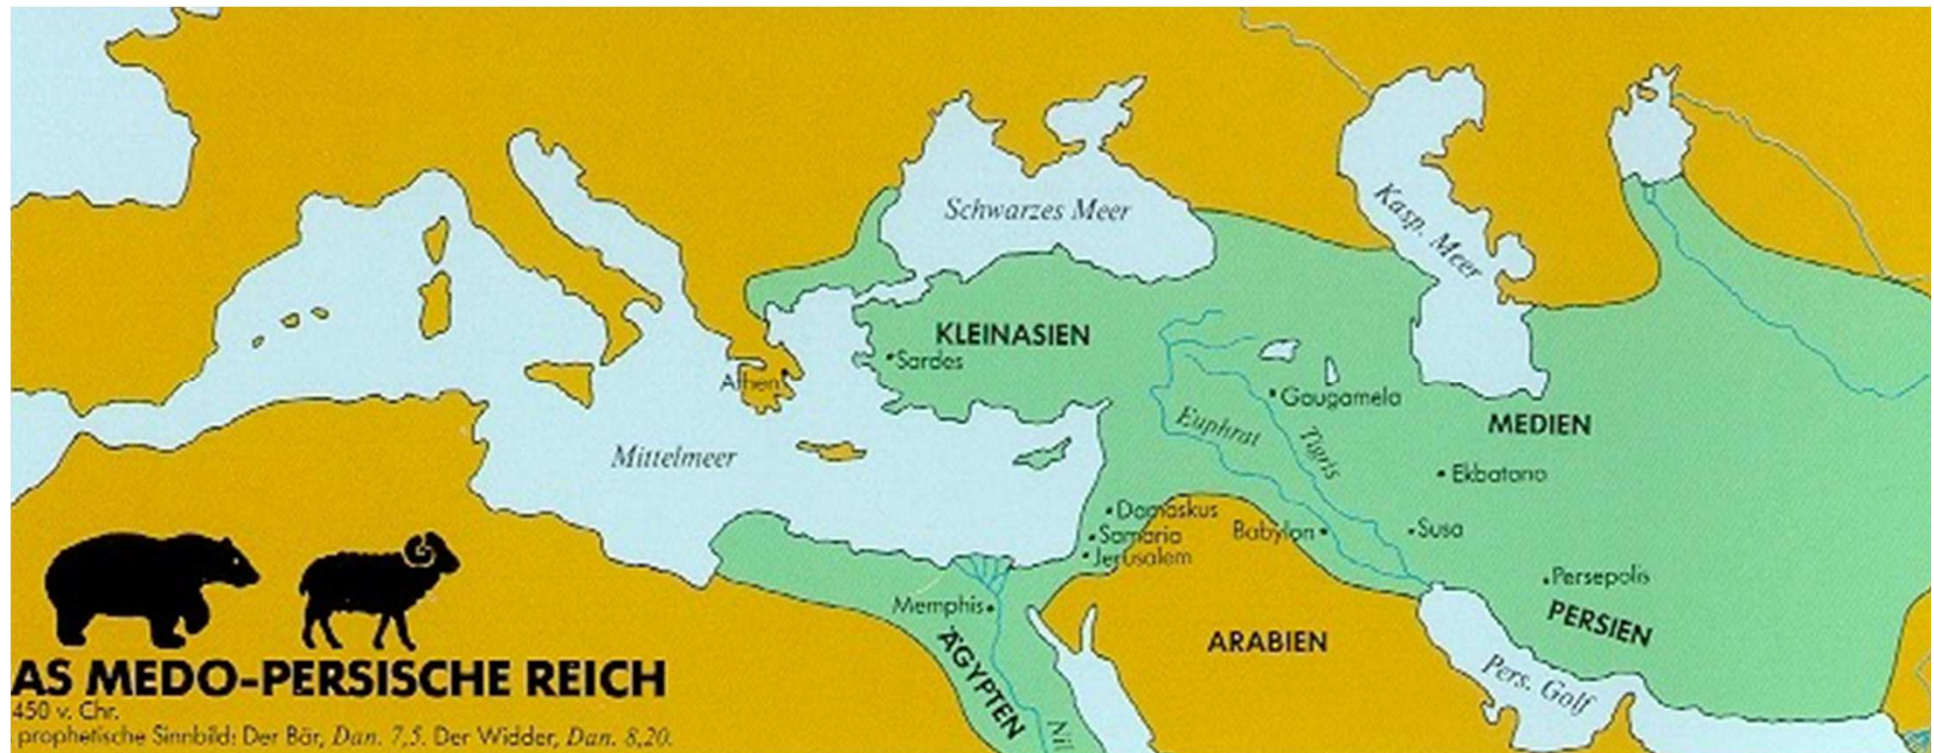 Schwarzes Meer
Kasp. Meer
KLEINASIEN
Sardes
Athen
Gaugamela
MEDIEN
Euphrat
Tigris
Mittelmeer
Ekbatana
Damaskus
Samaria
Babylon
Susa
Jerusalem
Persepolis
Memphis
PERSIEN
ÄGYPTEN
ARABIEN
Pers. Golf
Nil
AS MEDO-PERSISCHE REICH
450 v. Chr.
prophetische Sinnbild: Der Bär, Dan. 7,5. Der Widder, Dan. 8,20.